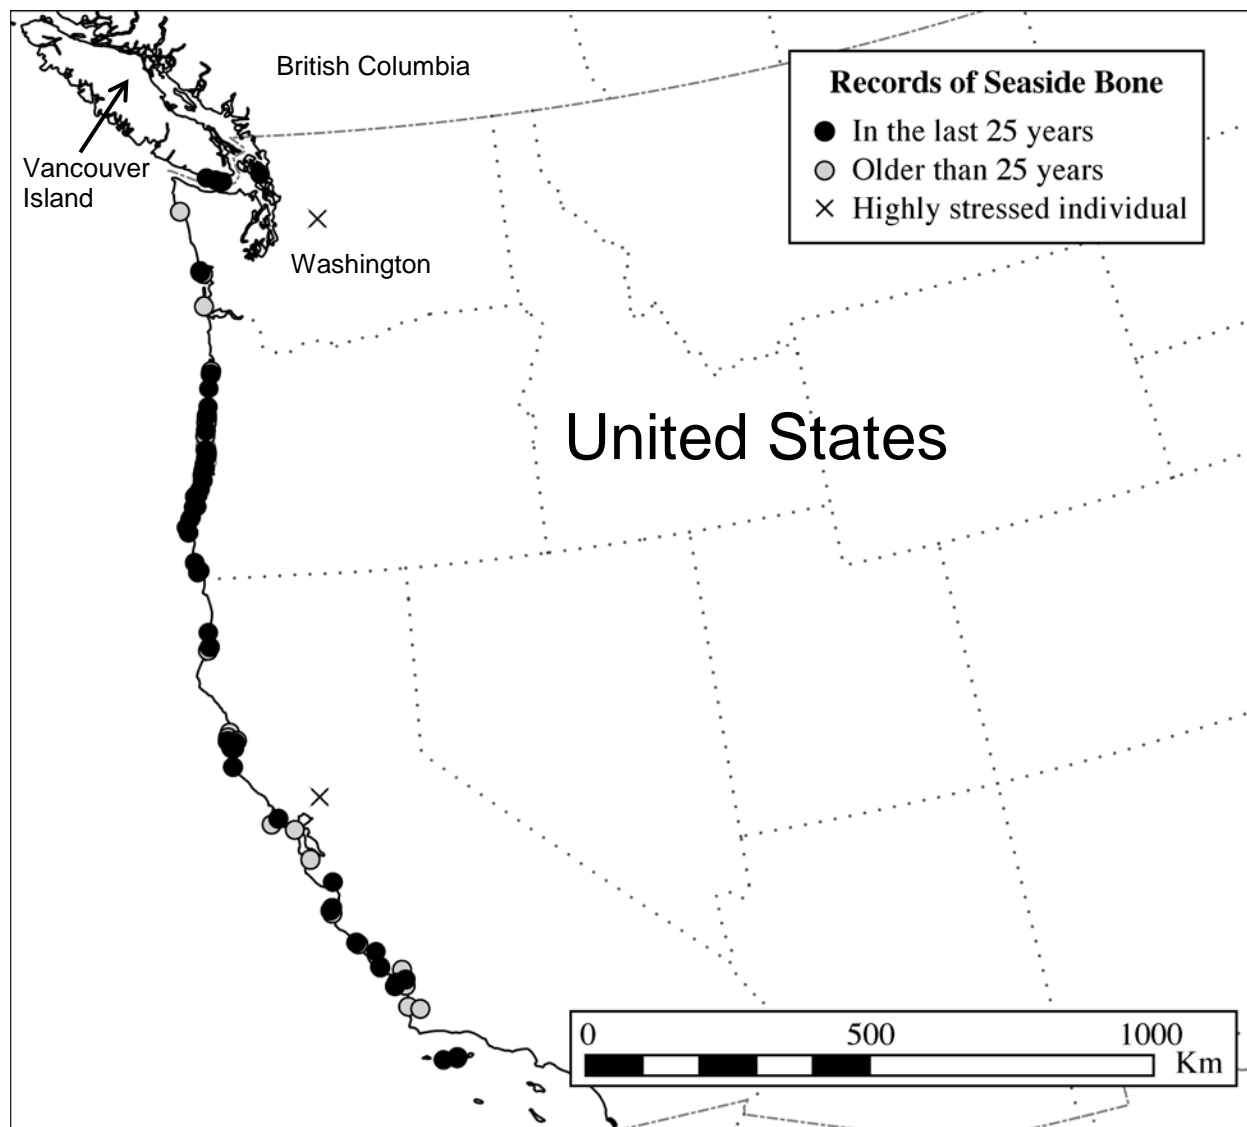 British Columbia
Records of Seaside Bone
In the last 25 years
Older than 25 years
Highly stressed individual
Vancouver
Island
Washington
United States
0 500 1000
Km